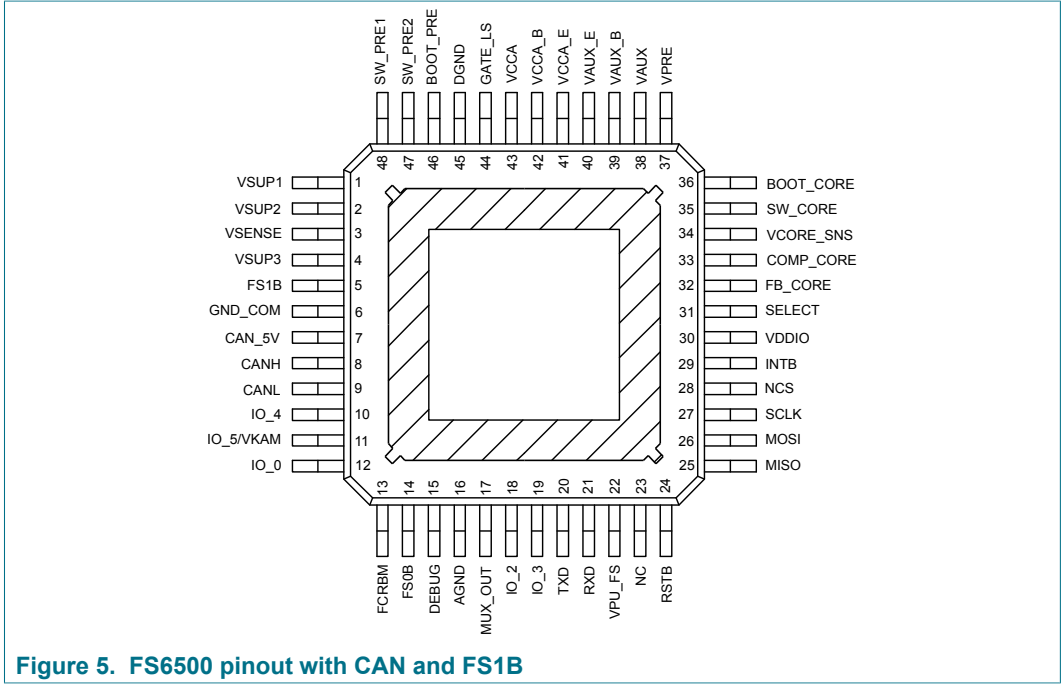 SW_PRE1
SW_PRE2
BOOT_PRE
DGND
GATE_LS
VCCA
VCCA_B
VCCA_E
VAUX_E
VAUX_B
VAUX
VPRE
48
47
46
45
44
43
42
41
40
39
38
37
VSUP1 1
VSUP2 2
VSENSE 3
VSUP3 4
FS1B 5
GND_COM 6
CAN_5V 7
CANH 8
CANL 9
IO_4 10
IO_5/VKAM 11
IO_0 12
36 BOOT_CORE
35 SW_CORE
34 VCORE_SNS
33 COMP_CORE
32 FB_CORE
31 SELECT
30 VDDIO
29 INTB
28 NCS
27 SCLK
26 MOSI
25 MISO
13
14
15
16
17
18
19
20
21
22
23
24
FCRBM
FS0B
DEBUG
AGND
MUX_OUT
IO_2
IO_3
TXD
RXD
VPU_FS
NC
RSTB
Figure 5. FS6500 pinout with CAN and FS1B